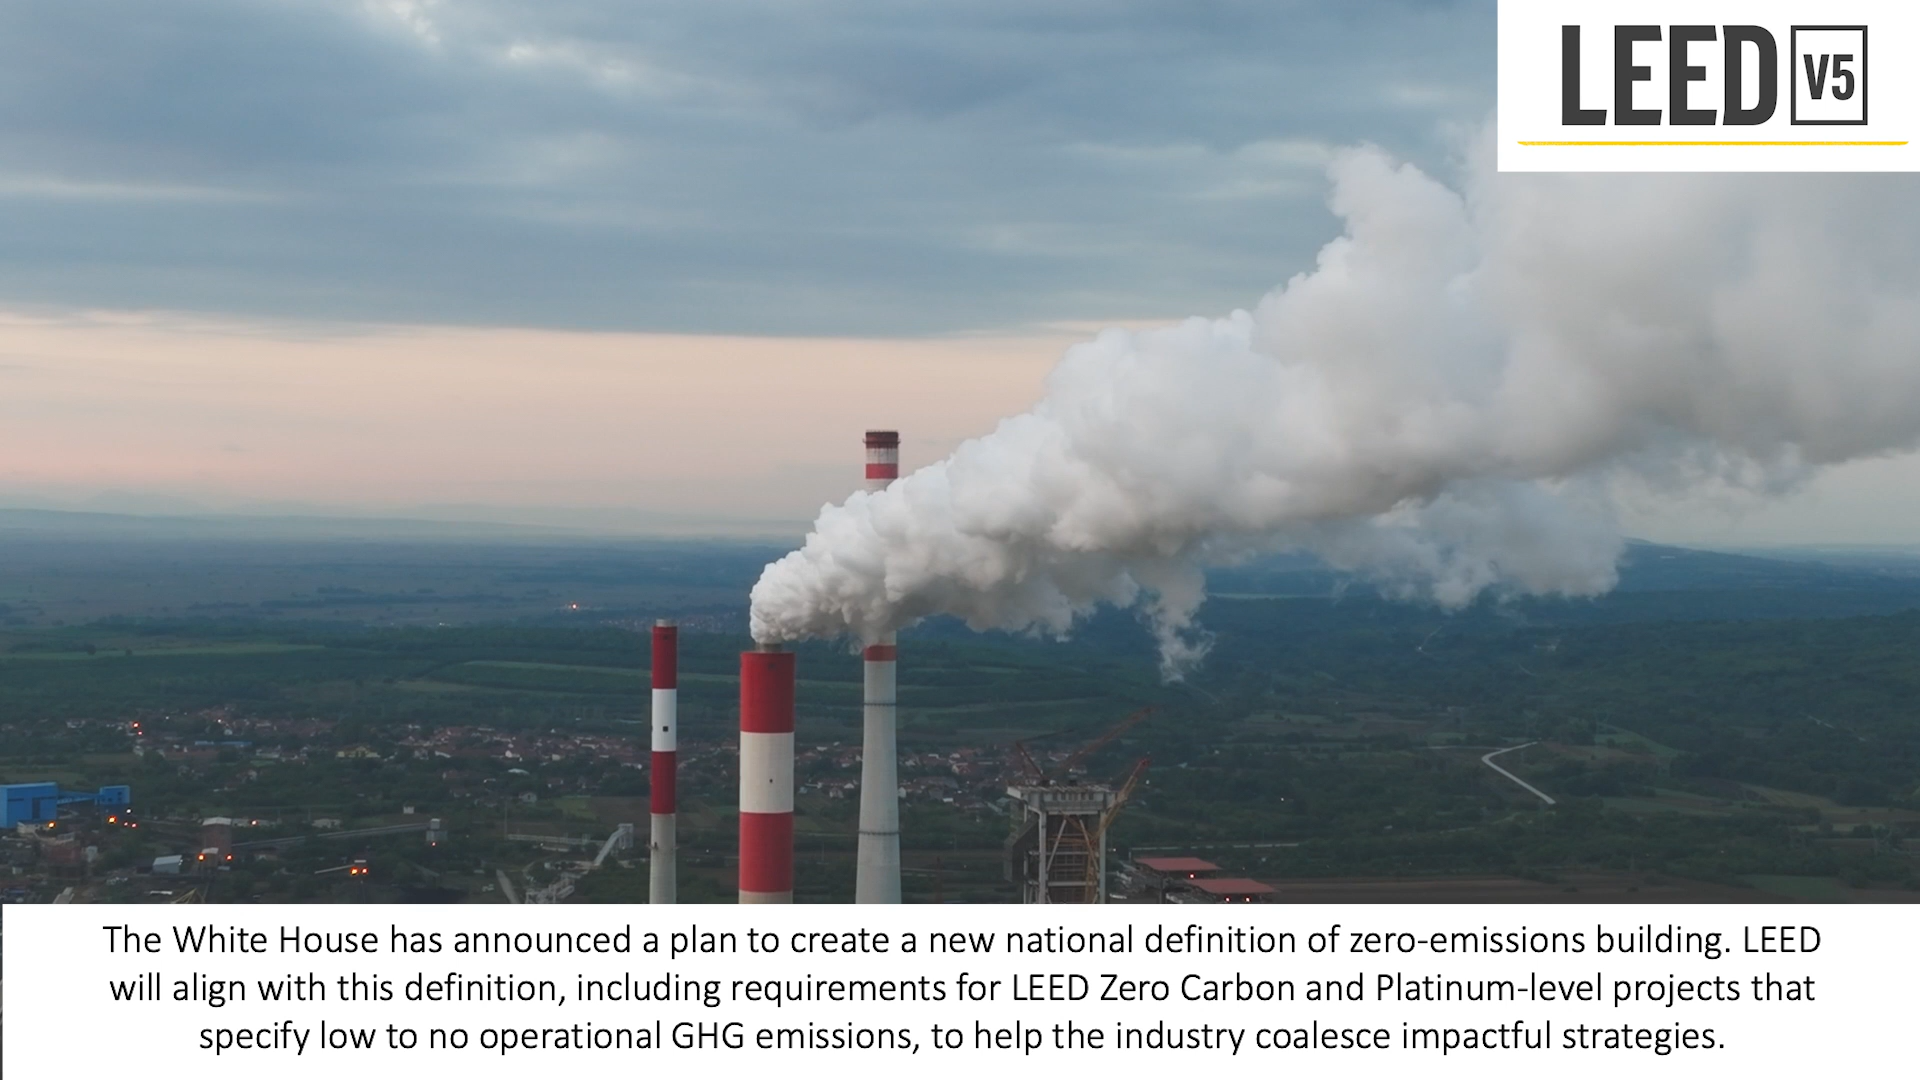 LEED V5
The White House has announced a plan to create a new national definition of zero-emissions building. LEED
will align with this definition, including requirements for LEED Zero Carbon and Platinum-level projects that
specify low to no operational GHG emissions, to help the industry coalesce impactful strategies.